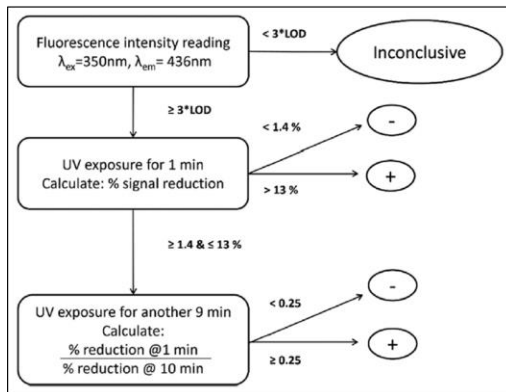 Fluorescence intensity reading
λex=350nm, λem= 436nm
< 3*LOD
Inconclusive
≥ 3*LOD
UV exposure for 1 min
Calculate: % signal reduction
< 1.4 %
-
> 13 %
+
≥ 1.4 & ≤ 13 %
UV exposure for another 9 min
Calculate:
% reduction @1 min
% reduction @ 10 min
< 0.25
-
≥ 0.25
+